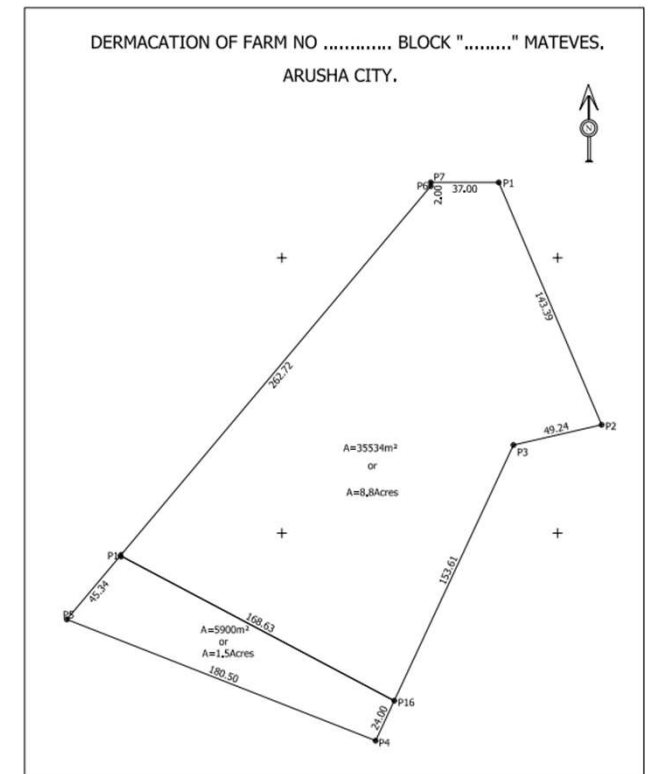 DERMACATION OF FARM NO ............. BLOCK "........." MATEVES.
ARUSHA CITY.
N
P7
P6
P1
2.00
37.00
143.39
262.72
49.24
P2
P3
A=35534m²
or
A=8.8Acres
153.61
P1
45.34
P5
168.63
A=5900m²
or
A=1.5Acres
180.50
P16
24.00
P4